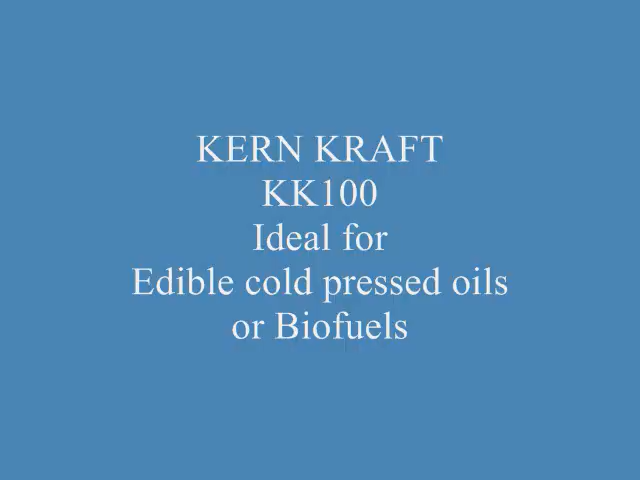 KERN KRAFT
KK100
Ideal for
Edible cold pressed oils
or Biofuels